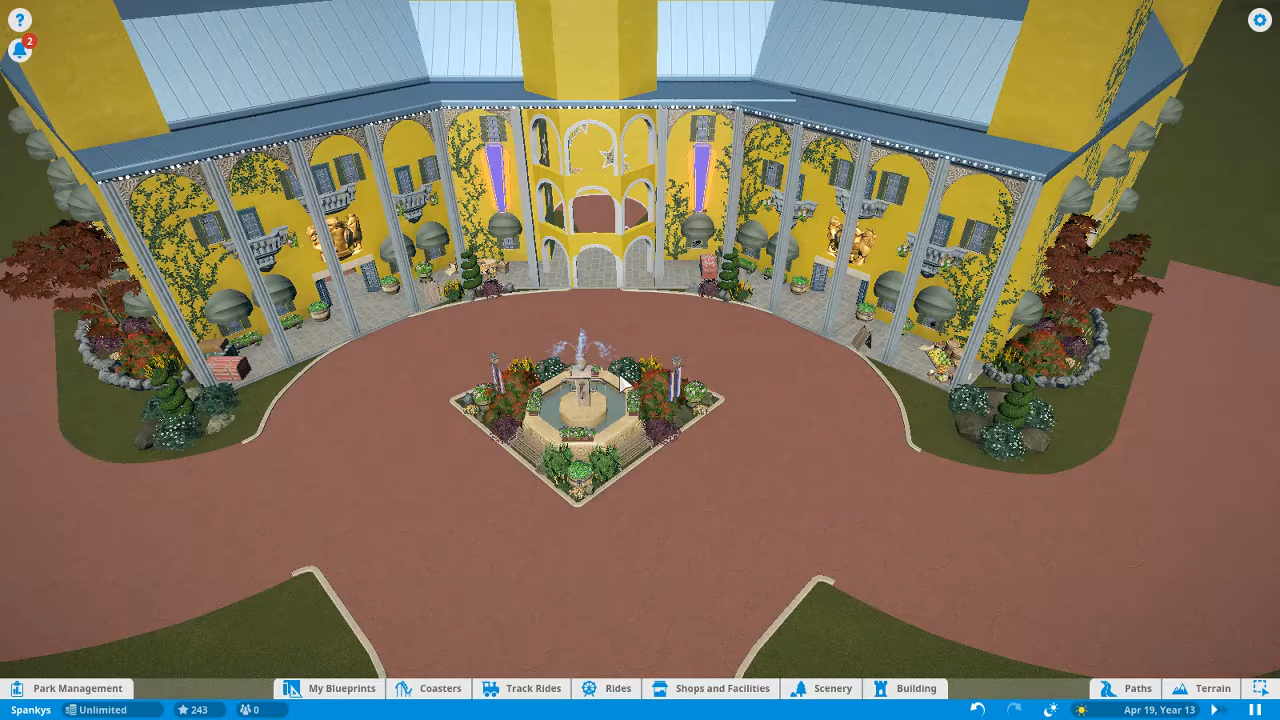 ?
2
Park Management
My Blueprints
Coasters
Track Rides
Rides
Shops and Facilities
Scenery
Building
Paths
Terrain
Spankys
Unlimited
243
0
Apr 19, Year 13